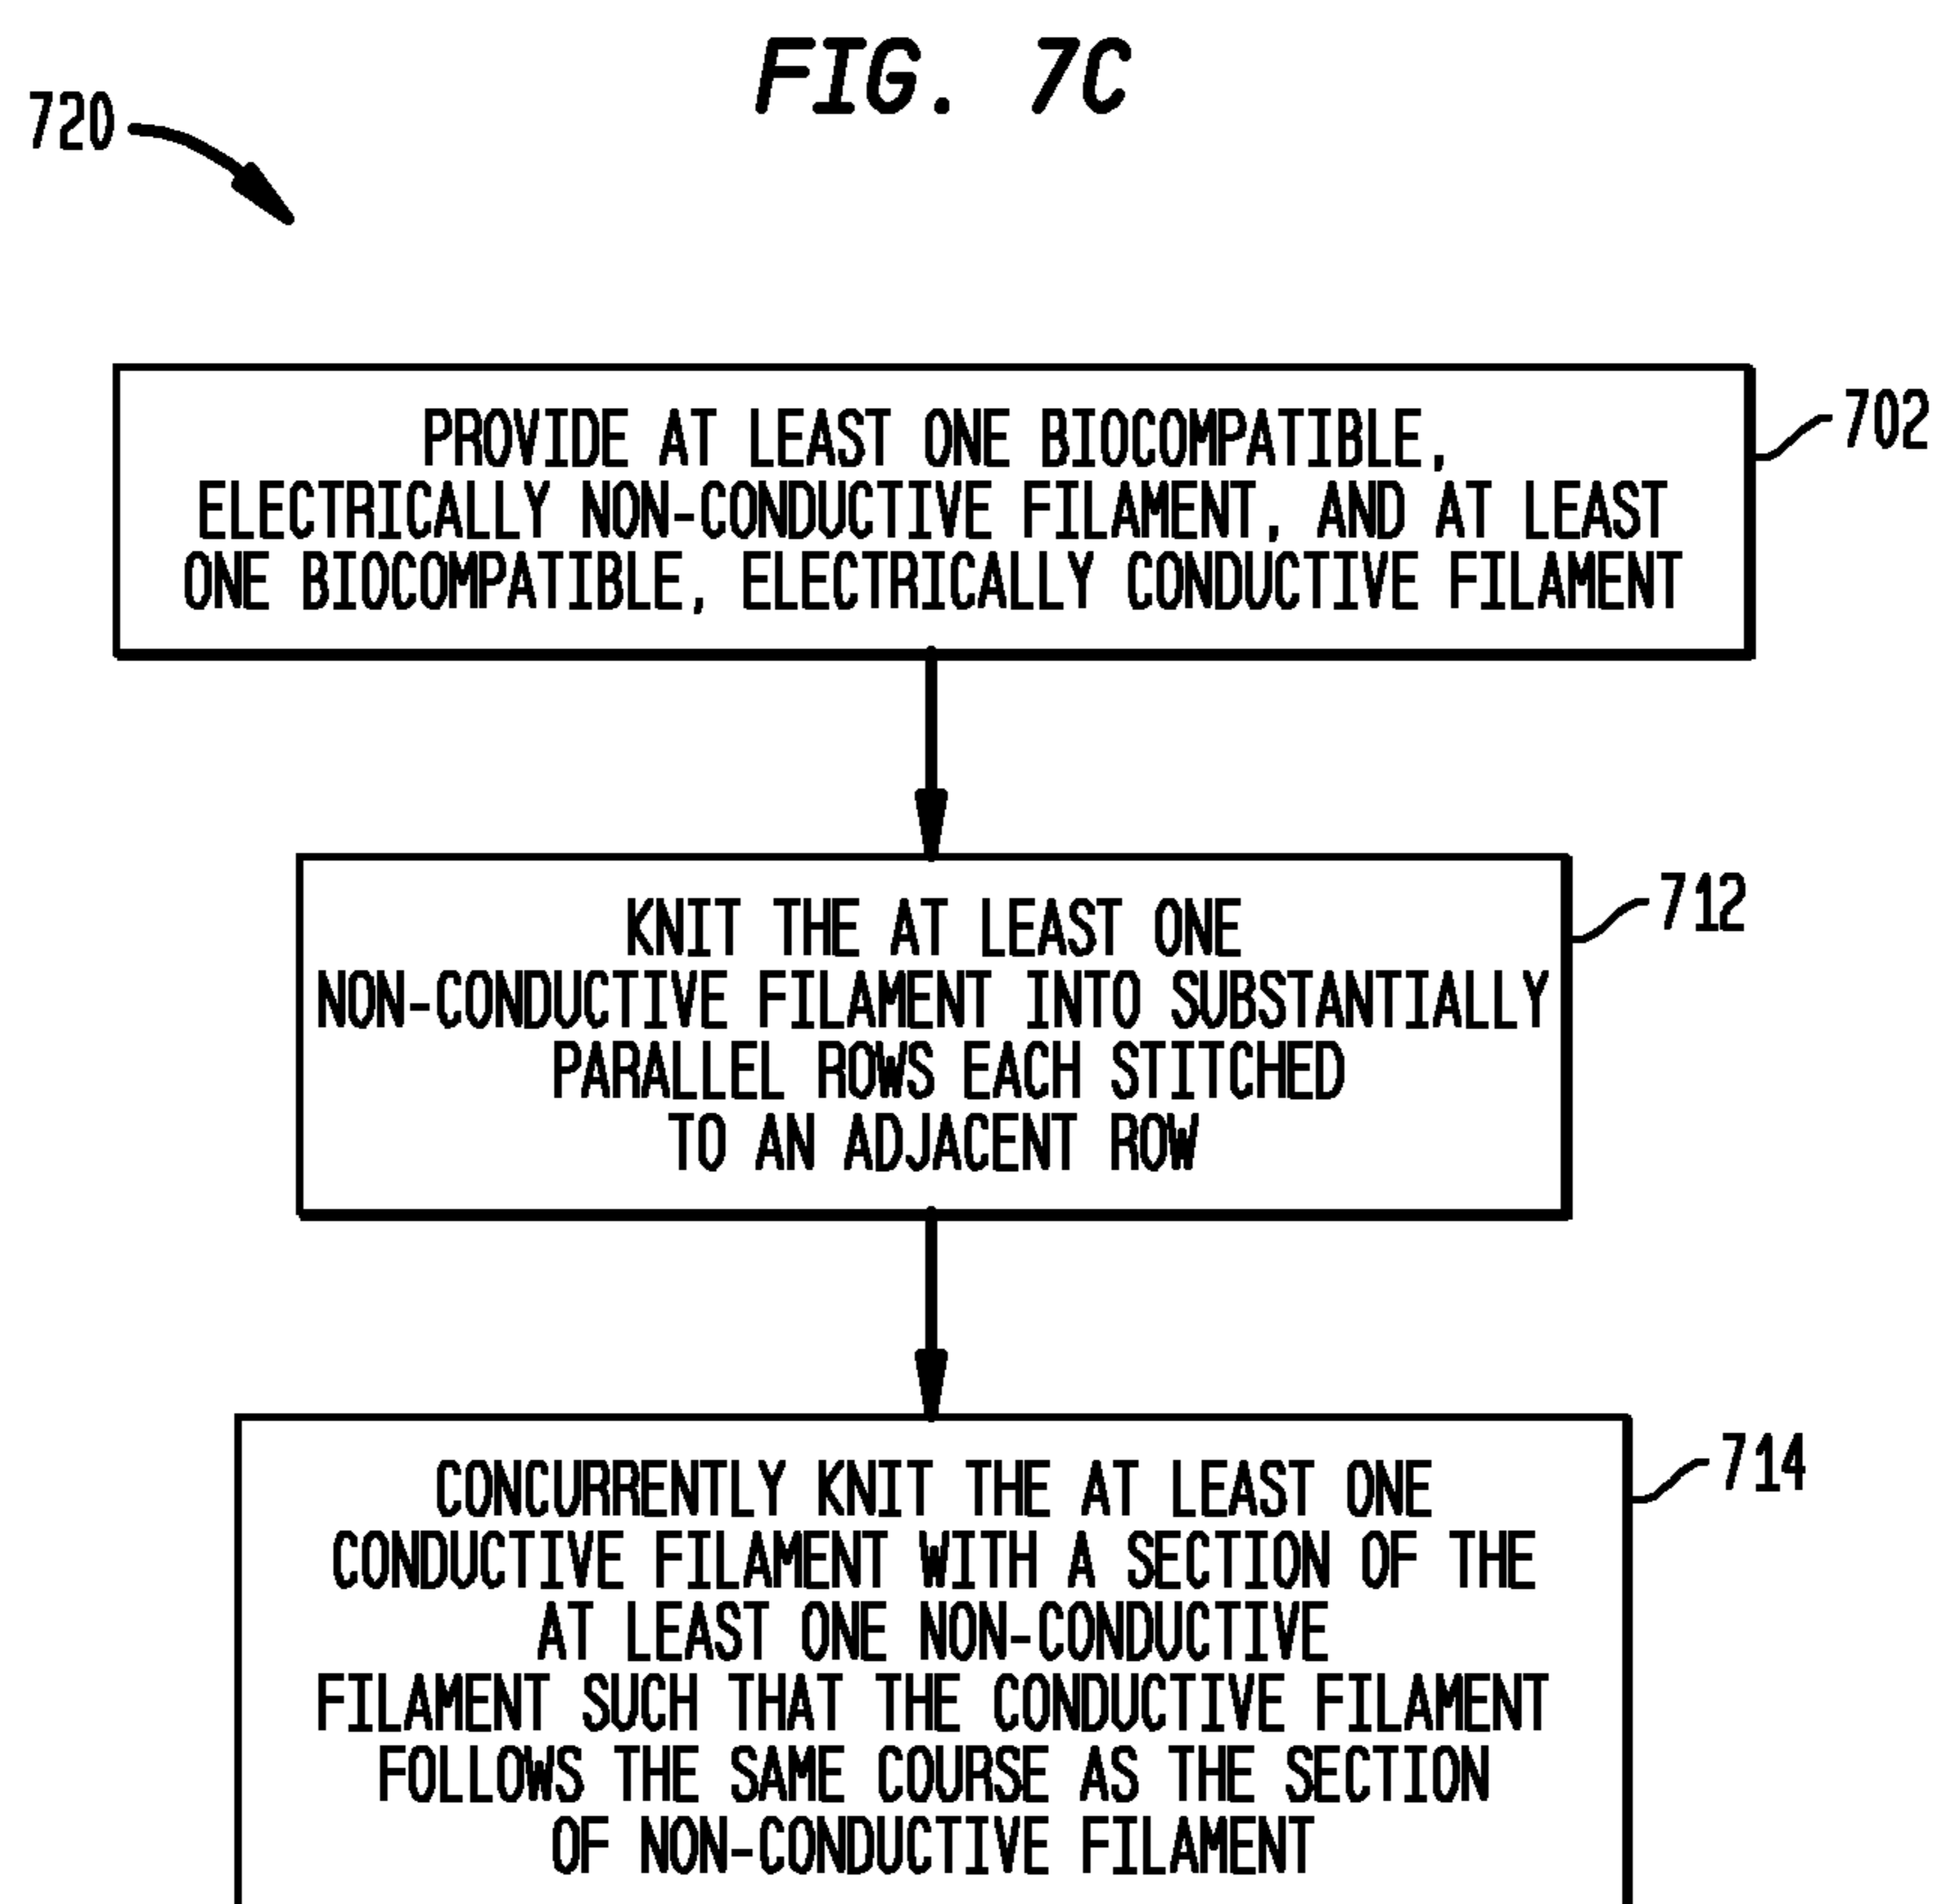 FIG. 7C
720
PROVIDE AT LEAST ONE BIOCOMPATIBLE,
ELECTRICALLY NON-CONDUCTIVE FILAMENT, AND AT LEAST
ONE BIOCOMPATIBLE, ELECTRICALLY CONDUCTIVE FILAMENT
702
KNIT THE AT LEAST ONE
NON-CONDUCTIVE FILAMENT INTO SUBSTANTIALLY
PARALLEL ROWS EACH STITCHED
TO AN ADJACENT ROW
712
CONCURRENTLY KNIT THE AT LEAST ONE
CONDUCTIVE FILAMENT WITH A SECTION OF THE
AT LEAST ONE NON-CONDUCTIVE
FILAMENT SUCH THAT THE CONDUCTIVE FILAMENT
FOLLOWS THE SAME COURSE AS THE SECTION
OF NON-CONDUCTIVE FILAMENT
714